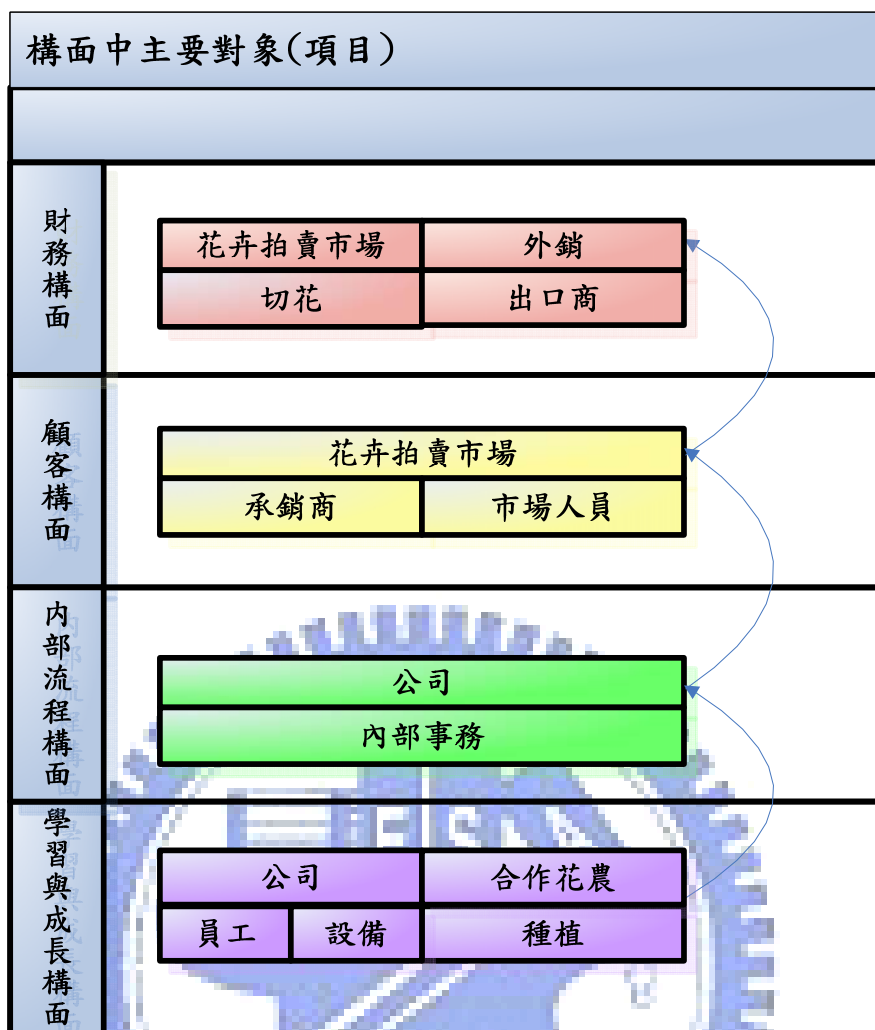 構面中主要對象(項目)
財務構面
花卉拍賣市場 外銷
切花 出口商
顧客構面
花卉拍賣市場
承銷商 市場人員
內部流程構面
公司
內部事務
學習與成長構面
公司 合作花農
員工 設備 種植